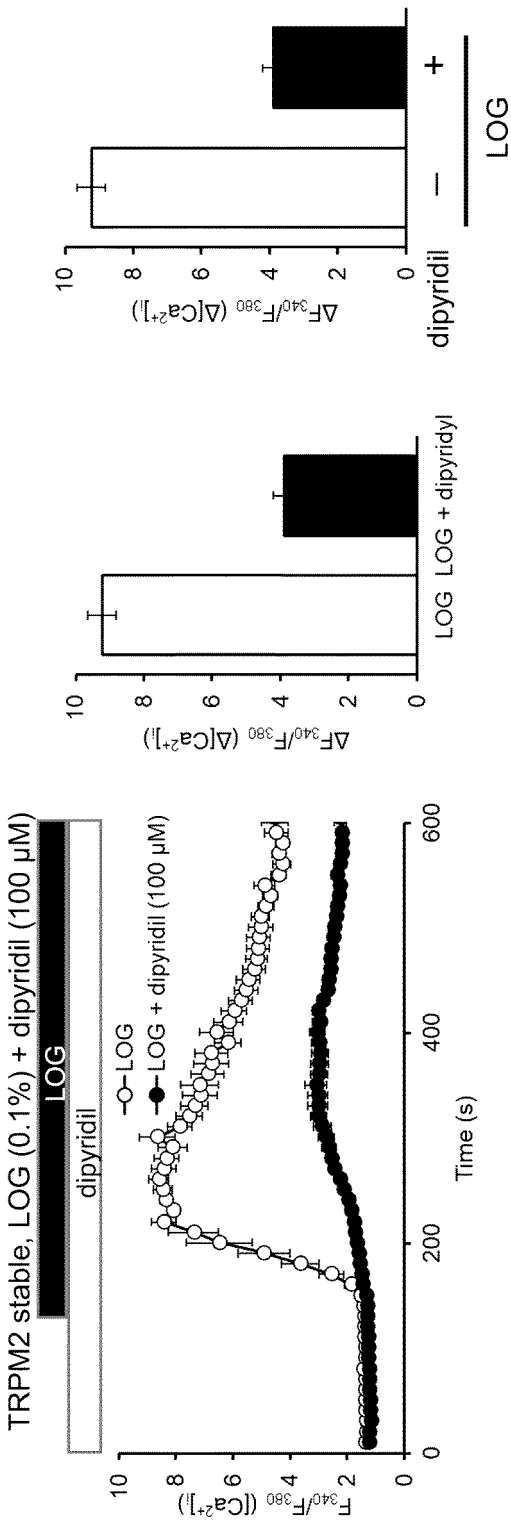 TRPM2 stable, LOG (0.1%) + dipyridil (100 μM)
LOG
dipyridil
LOG
LOG + dipyridil (100 μM)
F340/F380 ([Ca2+]i)
10
8
6
4
2
0
0
200
400
600
Time (s)
ΔF340/F380 (Δ[Ca2+]i)
10
8
6
4
2
0
LOG
LOG + dipyridyl
ΔF340/F380 (Δ[Ca2+]i)
10
8
6
4
2
0
dipyridil
− +
LOG